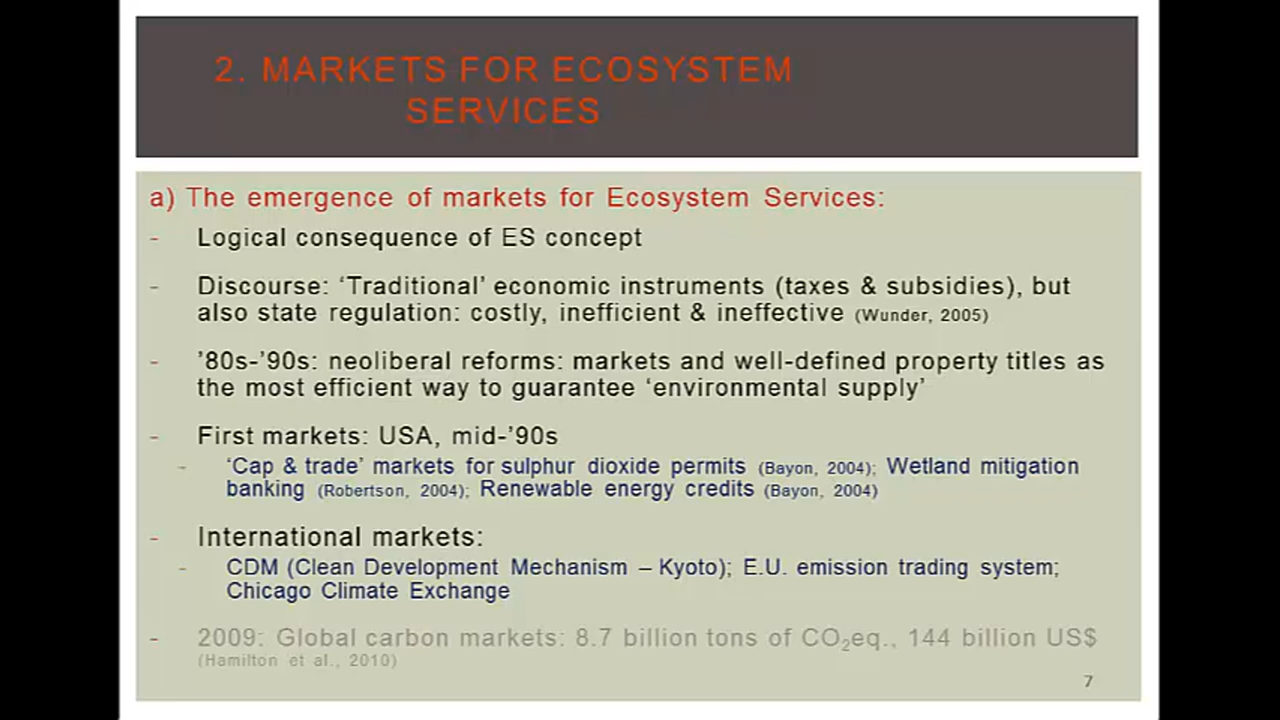 2. MARKETS FOR ECOSYSTEM
SERVICES
a) The emergence of markets for Ecosystem Services:
- Logical consequence of ES concept
- Discourse: ‘Traditional’ economic instruments (taxes & subsidies), but
also state regulation: costly, inefficient & ineffective (Wunder, 2005)
- ’80s-’90s: neoliberal reforms: markets and well-defined property titles as
the most efficient way to guarantee ‘environmental supply’
- First markets: USA, mid-’90s
- ‘Cap & trade’ markets for sulphur dioxide permits (Bayon, 2004); Wetland mitigation
banking (Robertson, 2004); Renewable energy credits (Bayon, 2004)
- International markets:
- CDM (Clean Development Mechanism – Kyoto); E.U. emission trading system;
Chicago Climate Exchange
- 2009: Global carbon markets: 8.7 billion tons of CO₂eq., 144 billion US$
(Hamilton et al., 2010)
7